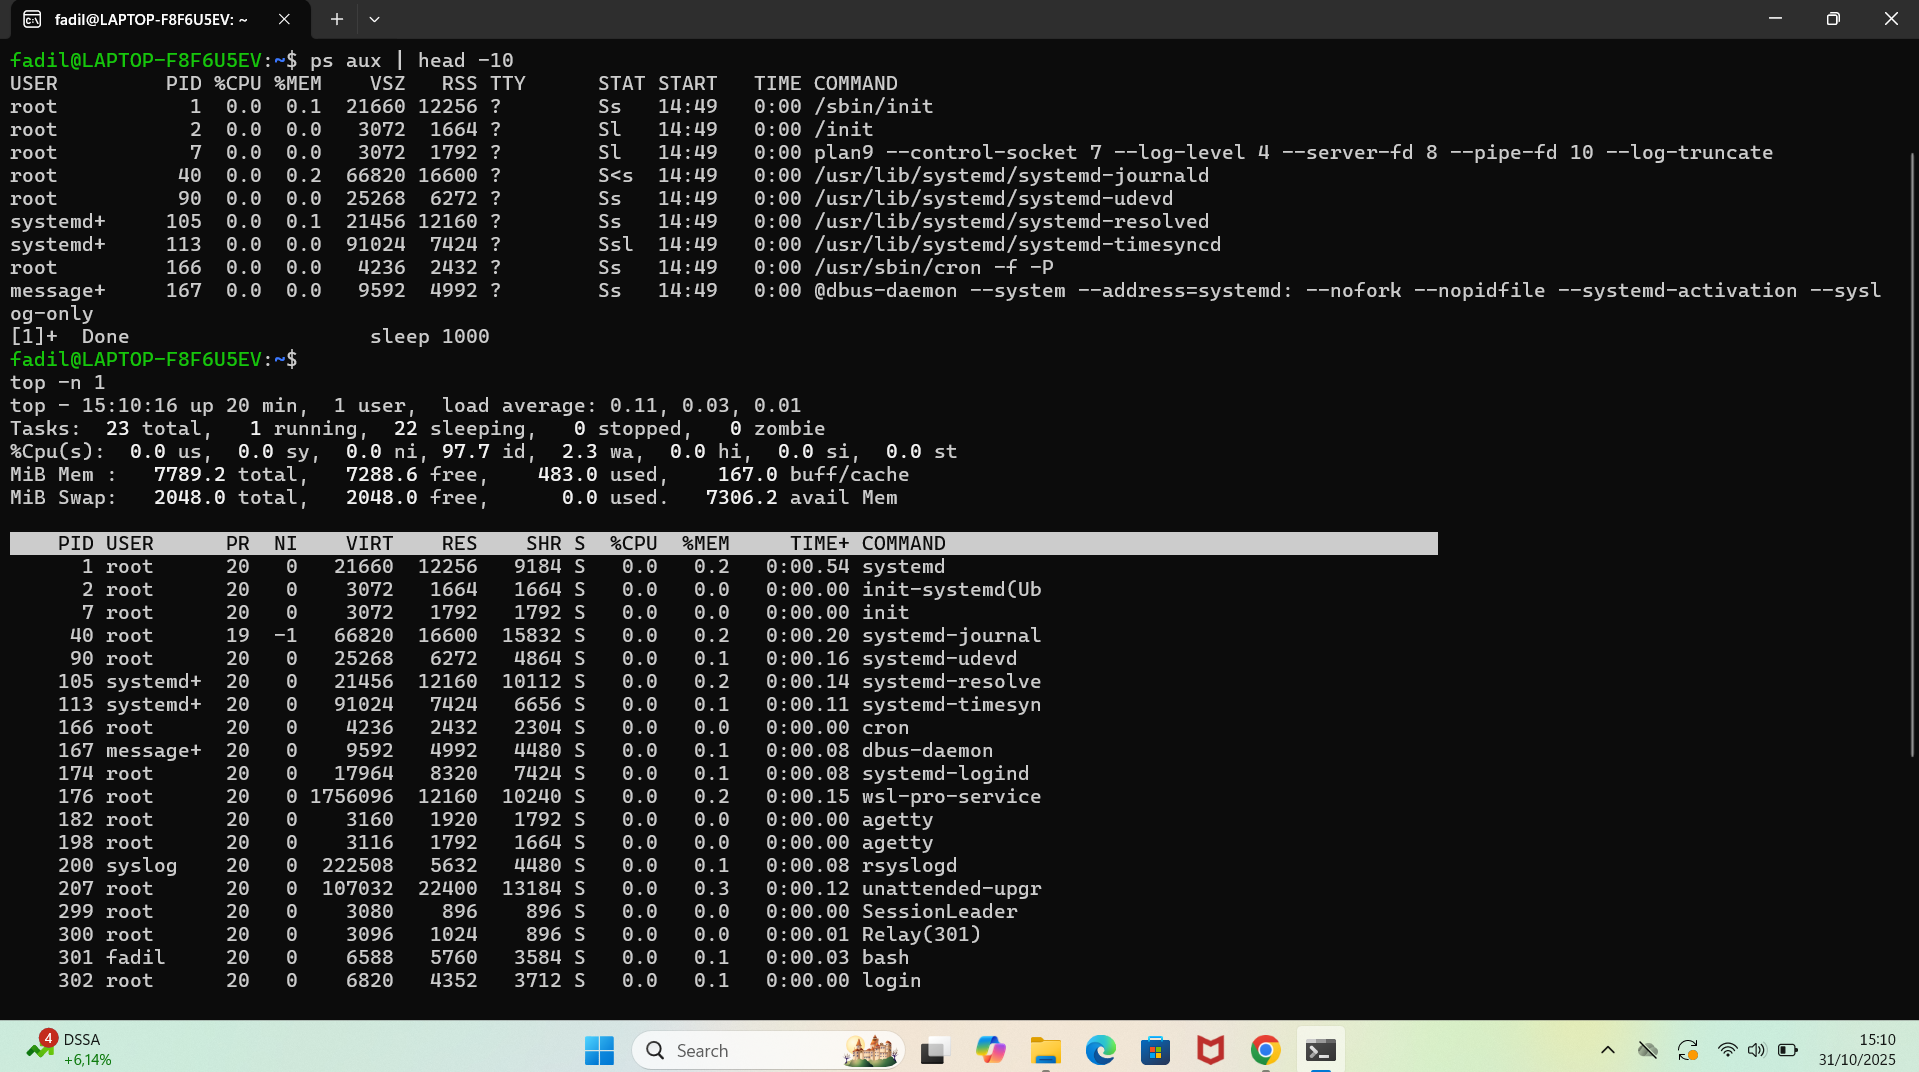 fadil@LAPTOP-F8F6U5EV: ~
fadil@LAPTOP-F8F6U5EV:~$ ps aux | head -10
USER         PID %CPU %MEM    VSZ   RSS TTY      STAT START   TIME COMMAND
root           1  0.0  0.1  21660 12256 ?        Ss   14:49   0:00 /sbin/init
root           2  0.0  0.0   3072  1664 ?        Sl   14:49   0:00 /init
root           7  0.0  0.0   3072  1792 ?        Sl   14:49   0:00 plan9 --control-socket 7 --log-level 4 --server-fd 8 --pipe-fd 10 --log-truncate
root          40  0.0  0.2  66820 16600 ?        S<s  14:49   0:00 /usr/lib/systemd/systemd-journald
root          90  0.0  0.0  25268  6272 ?        Ss   14:49   0:00 /usr/lib/systemd/systemd-udevd
systemd+     105  0.0  0.1  21456 12160 ?        Ss   14:49   0:00 /usr/lib/systemd/systemd-resolved
systemd+     113  0.0  0.0  91024  7424 ?        Ssl  14:49   0:00 /usr/lib/systemd/systemd-timesyncd
root         166  0.0  0.0   4236  2432 ?        Ss   14:49   0:00 /usr/sbin/cron -f -P
message+     167  0.0  0.0   9592  4992 ?        Ss   14:49   0:00 @dbus-daemon --system --address=systemd: --nofork --nopidfile --systemd-activation --sysl
og-only
[1]+  Done                    sleep 1000
fadil@LAPTOP-F8F6U5EV:~$
top -n 1
top - 15:10:16 up 20 min,  1 user,  load average: 0.11, 0.03, 0.01
Tasks:  23 total,   1 running,  22 sleeping,   0 stopped,   0 zombie
%Cpu(s):  0.0 us,  0.0 sy,  0.0 ni, 97.7 id,  2.3 wa,  0.0 hi,  0.0 si,  0.0 st
MiB Mem :   7789.2 total,   7288.6 free,    483.0 used,    167.0 buff/cache
MiB Swap:   2048.0 total,   2048.0 free,      0.0 used.   7306.2 avail Mem
PID USER      PR  NI    VIRT    RES    SHR S  %CPU  %MEM     TIME+ COMMAND
1 root      20   0   21660  12256   9184 S   0.0   0.2   0:00.54 systemd
2 root      20   0    3072   1664   1664 S   0.0   0.0   0:00.00 init-systemd(Ub
7 root      20   0    3072   1792   1792 S   0.0   0.0   0:00.00 init
40 root      19  -1   66820  16600  15832 S   0.0   0.2   0:00.20 systemd-journal
90 root      20   0   25268   6272   4864 S   0.0   0.1   0:00.16 systemd-udevd
105 systemd+  20   0   21456  12160  10112 S   0.0   0.2   0:00.14 systemd-resolve
113 systemd+  20   0   91024   7424   6656 S   0.0   0.1   0:00.11 systemd-timesyn
166 root      20   0    4236   2432   2304 S   0.0   0.0   0:00.00 cron
167 message+  20   0    9592   4992   4480 S   0.0   0.1   0:00.08 dbus-daemon
174 root      20   0   17964   8320   7424 S   0.0   0.1   0:00.08 systemd-logind
176 root      20   0 1756096  12160  10240 S   0.0   0.2   0:00.15 wsl-pro-service
182 root      20   0    3160   1920   1792 S   0.0   0.0   0:00.00 agetty
198 root      20   0    3116   1792   1664 S   0.0   0.0   0:00.00 agetty
200 syslog    20   0  222508   5632   4480 S   0.0   0.1   0:00.08 rsyslogd
207 root      20   0  107032  22400  13184 S   0.0   0.3   0:00.12 unattended-upgr
299 root      20   0    3080    896    896 S   0.0   0.0   0:00.00 SessionLeader
300 root      20   0    3096   1024    896 S   0.0   0.0   0:00.01 Relay(301)
301 fadil     20   0    6588   5760   3584 S   0.0   0.1   0:00.03 bash
302 root      20   0    6820   4352   3712 S   0.0   0.1   0:00.00 login
4
DSSA
+6,14%
Search
15:10
31/10/2025